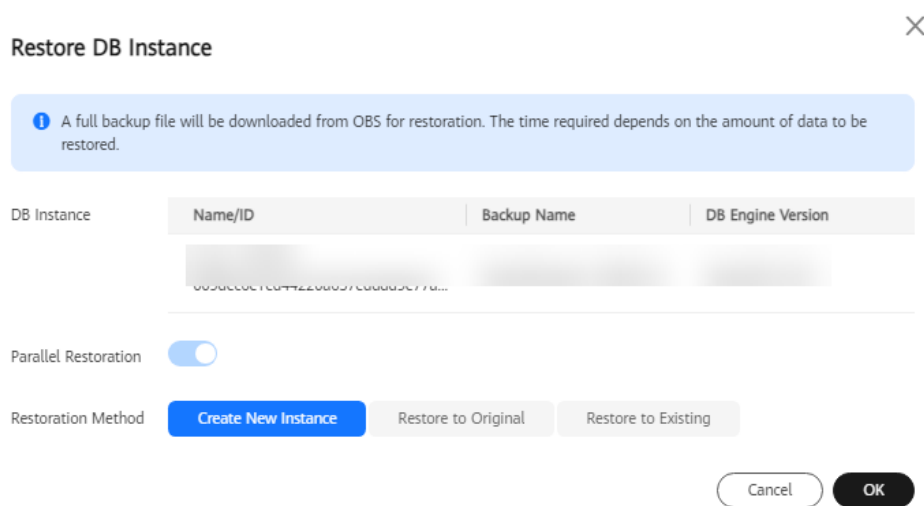 Restore DB Instance
A full backup file will be downloaded from OBS for restoration. The time required depends on the amount of data to be
restored.
DB Instance Name/ID Backup Name DB Engine Version
Parallel Restoration
Restoration Method Create New Instance Restore to Original Restore to Existing
Cancel OK